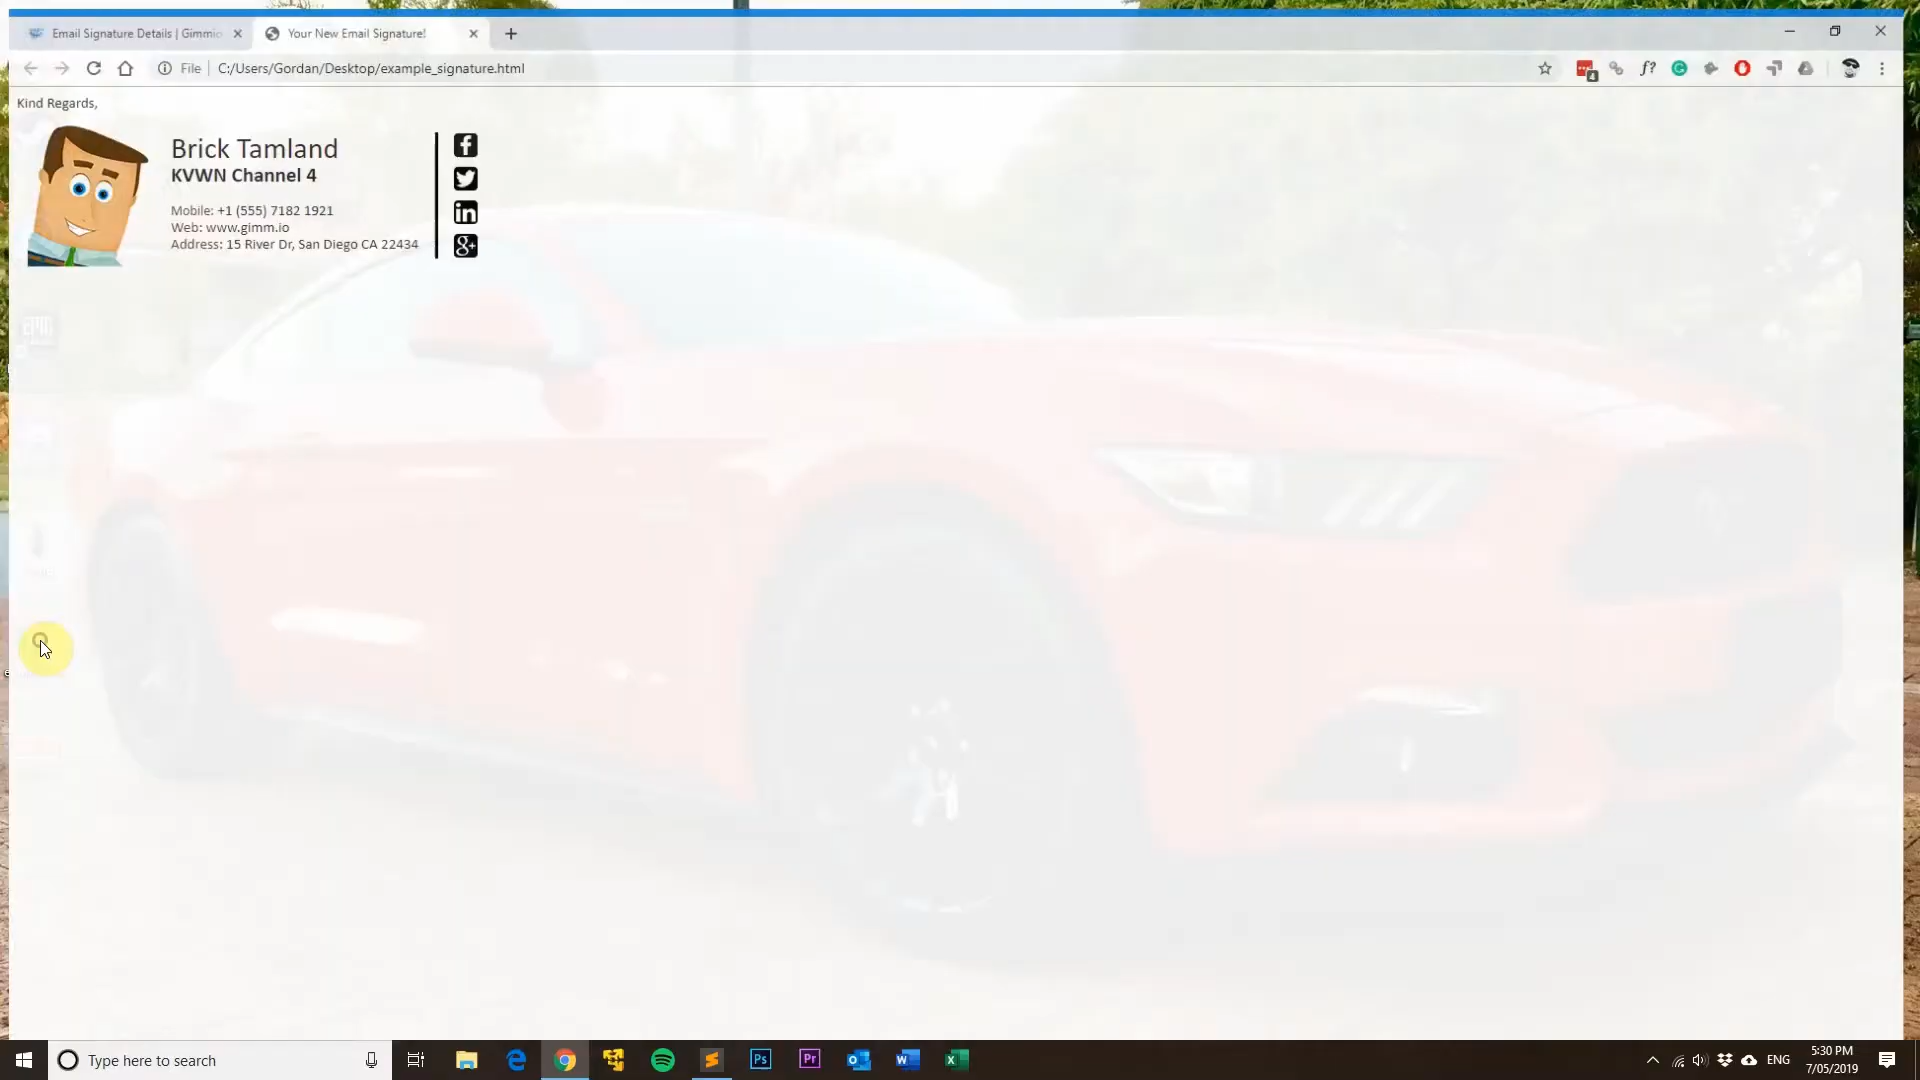 Email Signature Details | Gimmio
Your New Email Signature!
File
C:/Users/Gordan/Desktop/example_signature.html
4
f?
Kind Regards,
Brick Tamland
KVWN Channel 4
Mobile: +1 (555) 7182 1921
Web: www.gimm.io
Address: 15 River Dr, San Diego CA 22434
Type here to search
ENG
5:30 PM
7/05/2019